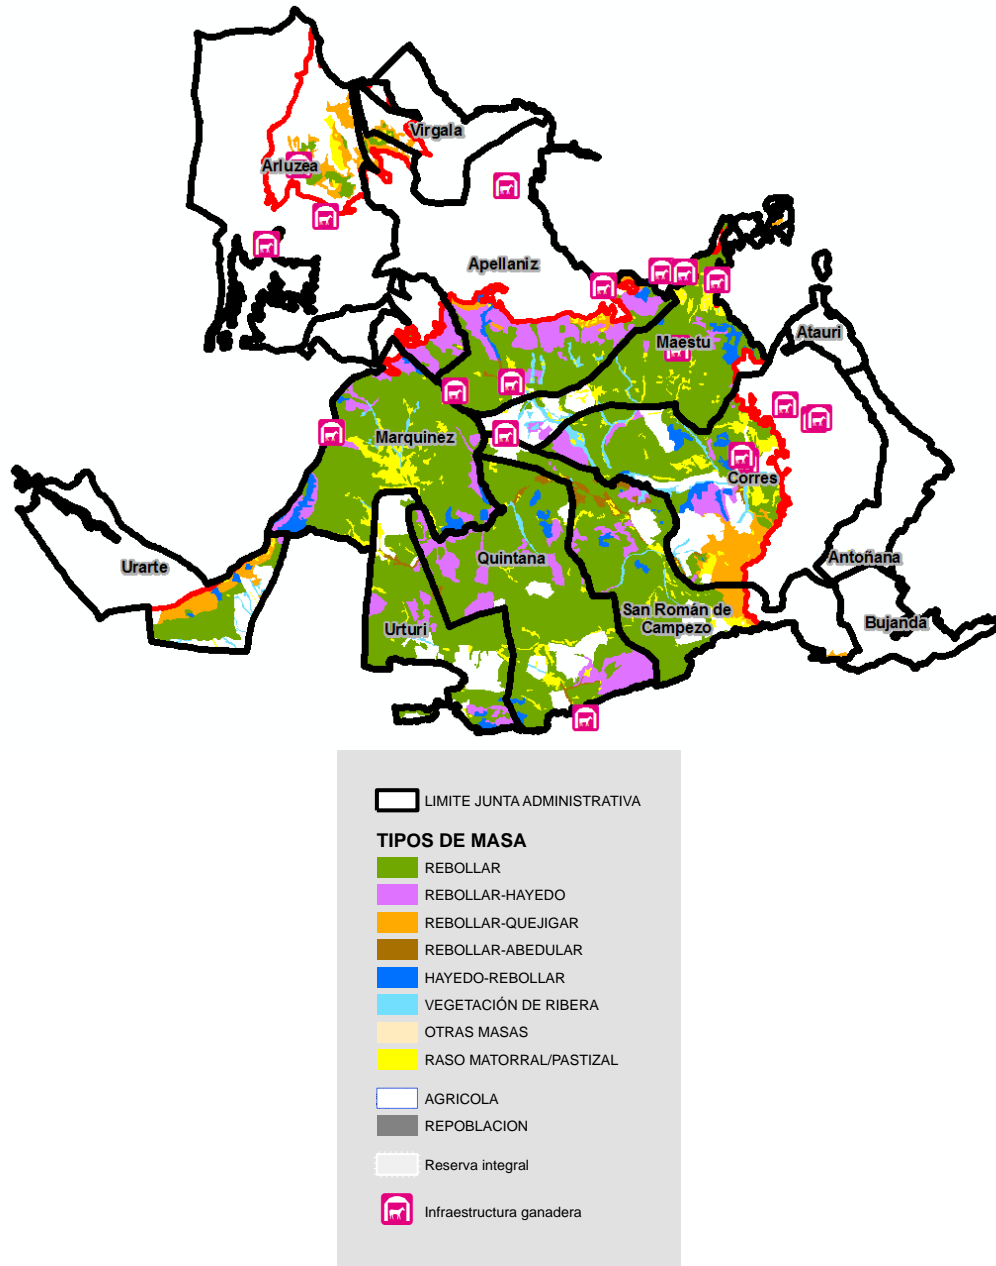 Virgala
Arluzea
Apellaniz
Maestu
Atauri
Marquinez
Corres
Urarte
Quintana
Antoñana
San Román de
Campezo
Bujanda
Urturi
LIMITE JUNTA ADMINISTRATIVA
TIPOS DE MASA
REBOLLAR
REBOLLAR-HAYEDO
REBOLLAR-QUEJIGAR
REBOLLAR-ABEDULAR
HAYEDO-REBOLLAR
VEGETACIÓN DE RIBERA
OTRAS MASAS
RASO MATORRAL/PASTIZAL
AGRICOLA
REPOBLACION
Reserva integral
Infraestructura ganadera